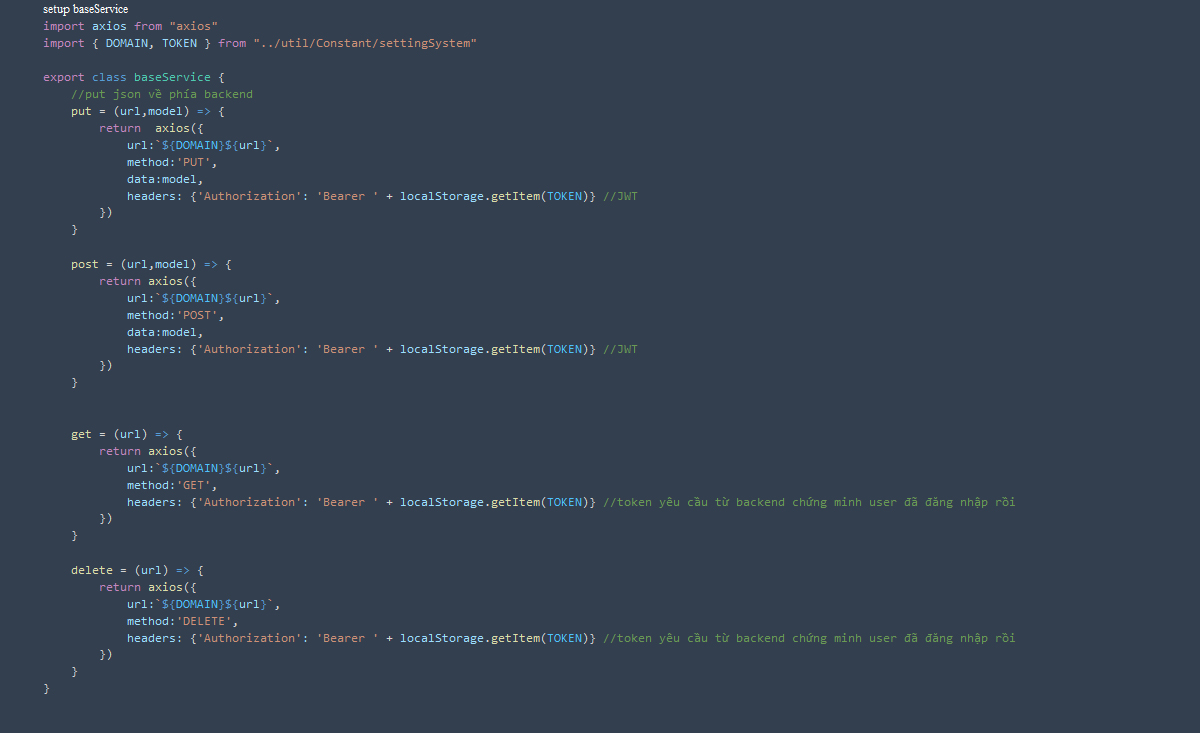 setup baseService
import axios from "axios"
import { DOMAIN, TOKEN } from "../util/Constant/settingSystem"
export class baseService {
//put json về phía backend
put = (url,model) => {
return  axios({
url:`${DOMAIN}${url}`,
method:'PUT',
data:model,
headers: {'Authorization': 'Bearer ' + localStorage.getItem(TOKEN)} //JWT
})
}
post = (url,model) => {
return axios({
url:`${DOMAIN}${url}`,
method:'POST',
data:model,
headers: {'Authorization': 'Bearer ' + localStorage.getItem(TOKEN)} //JWT
})
}
get = (url) => {
return axios({
url:`${DOMAIN}${url}`,
method:'GET',
headers: {'Authorization': 'Bearer ' + localStorage.getItem(TOKEN)} //token yêu cầu từ backend chứng minh user đã đăng nhập rồi
})
}
delete = (url) => {
return axios({
url:`${DOMAIN}${url}`,
method:'DELETE',
headers: {'Authorization': 'Bearer ' + localStorage.getItem(TOKEN)} //token yêu cầu từ backend chứng minh user đã đăng nhập rồi
})
}
}